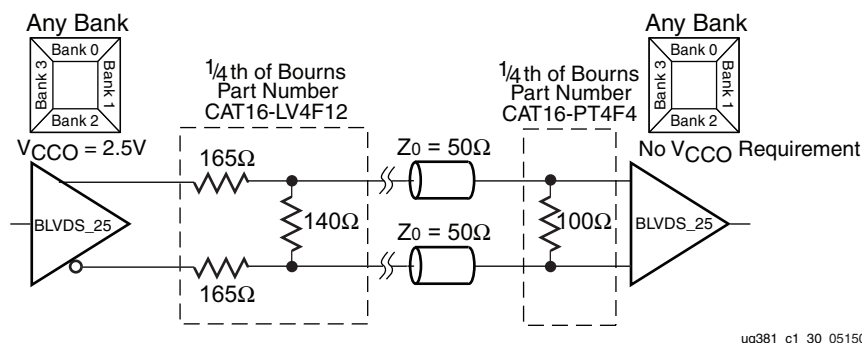 Any Bank
Bank 0
Bank 3
Bank 1
Bank 2
VCCO = 2.5V
BLVDS_25
1/4th of Bourns
Part Number
CAT16-LV4F12
165Ω
140Ω
165Ω
Z0 = 50Ω
Z0 = 50Ω
1/4th of Bourns
Part Number
CAT16-PT4F4
100Ω
Any Bank
Bank 0
Bank 3
Bank 1
Bank 2
No VCCO Requirement
BLVDS_25